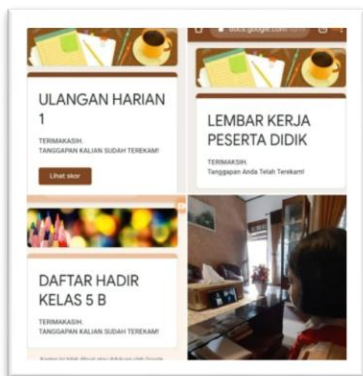 ULANGAN HARIAN
1
TERIMAKASIH.
TANGGAPAN KALIAN SUDAH TEREKAM!
Lihat skor
docs.google.com
LEMBAR KERJA
PESERTA DIDIK
TERIMAKSIH.
Tanggapan Anda Telah Terekam!
DAFTAR HADIR
KELAS 5 B
TERIMAKASIH.
TANGGAPAN KALIAN SUDAH TEREKAM!